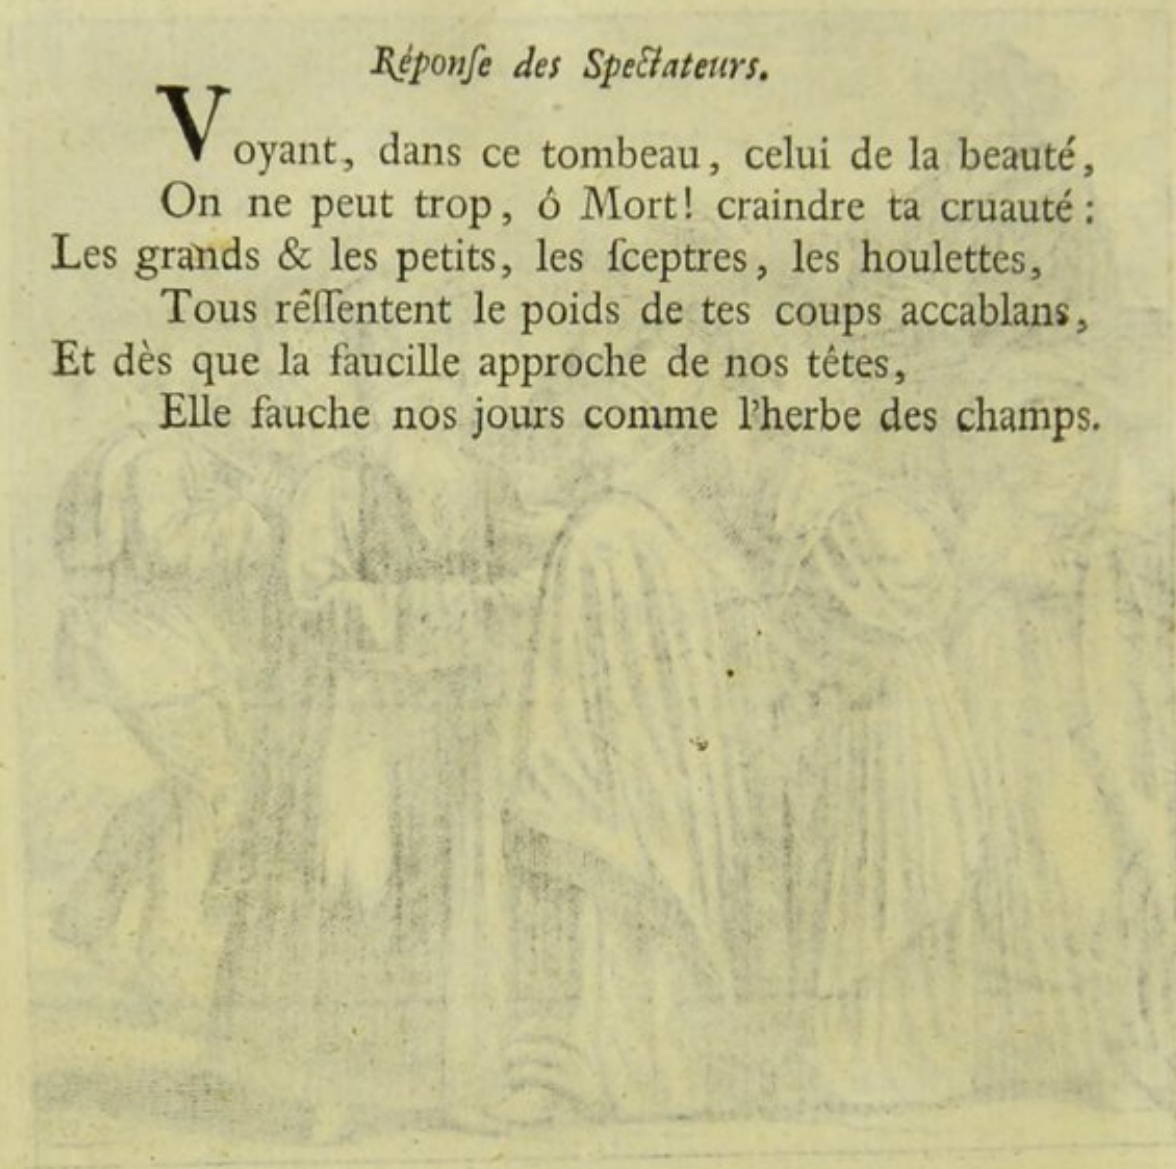 Réponſe des Spectateurs.
Voyant, dans ce tombeau, celui de la beauté,
On ne peut trop, ô Mort! craindre ta cruauté:
Les grands & les petits, les ſceptres, les houlettes,
Tous rêſſentent le poids de tes coups accablans,
Et dès que la faucille approche de nos têtes,
Elle fauche nos jours comme l'herbe des champs.